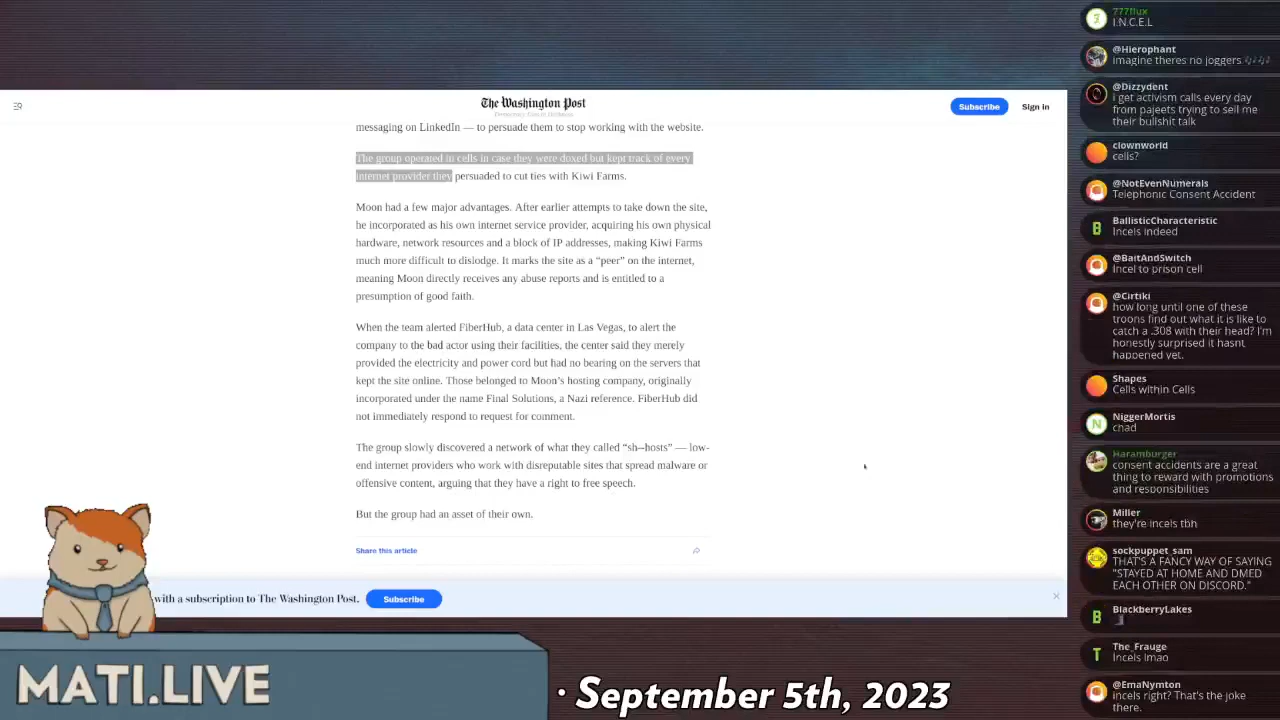 The Washington Post
Democracy Dies in Darkness
Subscribe
Sign in
messaging on LinkedIn — to persuade them to stop working with the website.
The group operated in cells in case they were doxed but kept track of every
internet provider they persuaded to cut ties with Kiwi Farms.
Moon had a few major advantages. After earlier attempts to take down the site,
he incorporated as his own internet service provider, acquiring his own physical
hardware, network resources and a block of IP addresses, making Kiwi Farms
much more difficult to dislodge. It marks the site as a “peer” on the internet,
meaning Moon directly receives any abuse reports and is entitled to a
presumption of good faith.
When the team alerted FiberHub, a data center in Las Vegas, to alert the
company to the bad actor using their facilities, the center said they merely
provided the electricity and power cord but had no bearing on the servers that
kept the site online. Those belonged to Moon’s hosting company, originally
incorporated under the name Final Solutions, a Nazi reference. FiberHub did
not immediately respond to request for comment.
The group slowly discovered a network of what they called “sh--hosts” — low-
end internet providers who work with disreputable sites that spread malware or
offensive content, arguing that they have a right to free speech.
But the group had an asset of their own.
Share this article
with a subscription to The Washington Post.
Subscribe
MATI.LIVE
· September 5th, 2023
777flux
I.N.C.E.L
@Hierophant
imagine theres no joggers 🎶🎶
@Dizzydent
i get activism calls every day
from pajeets trying to sell me
their bullshit talk
clownworld
cells?
@NotEvenNumerals
Telephonic Consent Accident
BallisticCharacteristic
Incels indeed
@BaitAndSwitch
Incel to prison cell
@Cirtiki
how long until one of these
troons find out what it is like to
catch a .308 with their head? I'm
honestly surprised it hasnt
happened yet.
Shapes
Cells within Cells
NiggerMortis
chad
Haramburger
consent accidents are a great
thing to reward with promotions
and responsibilities
Miller
they're incels tbh
sockpuppet_sam
THAT'S A FANCY WAY OF SAYING
"STAYED AT HOME AND DMED
EACH OTHER ON DISCORD."
BlackberryLakes
The_Frauge
Incels lmao
@EmaNymton
incels right? That's the joke
there.